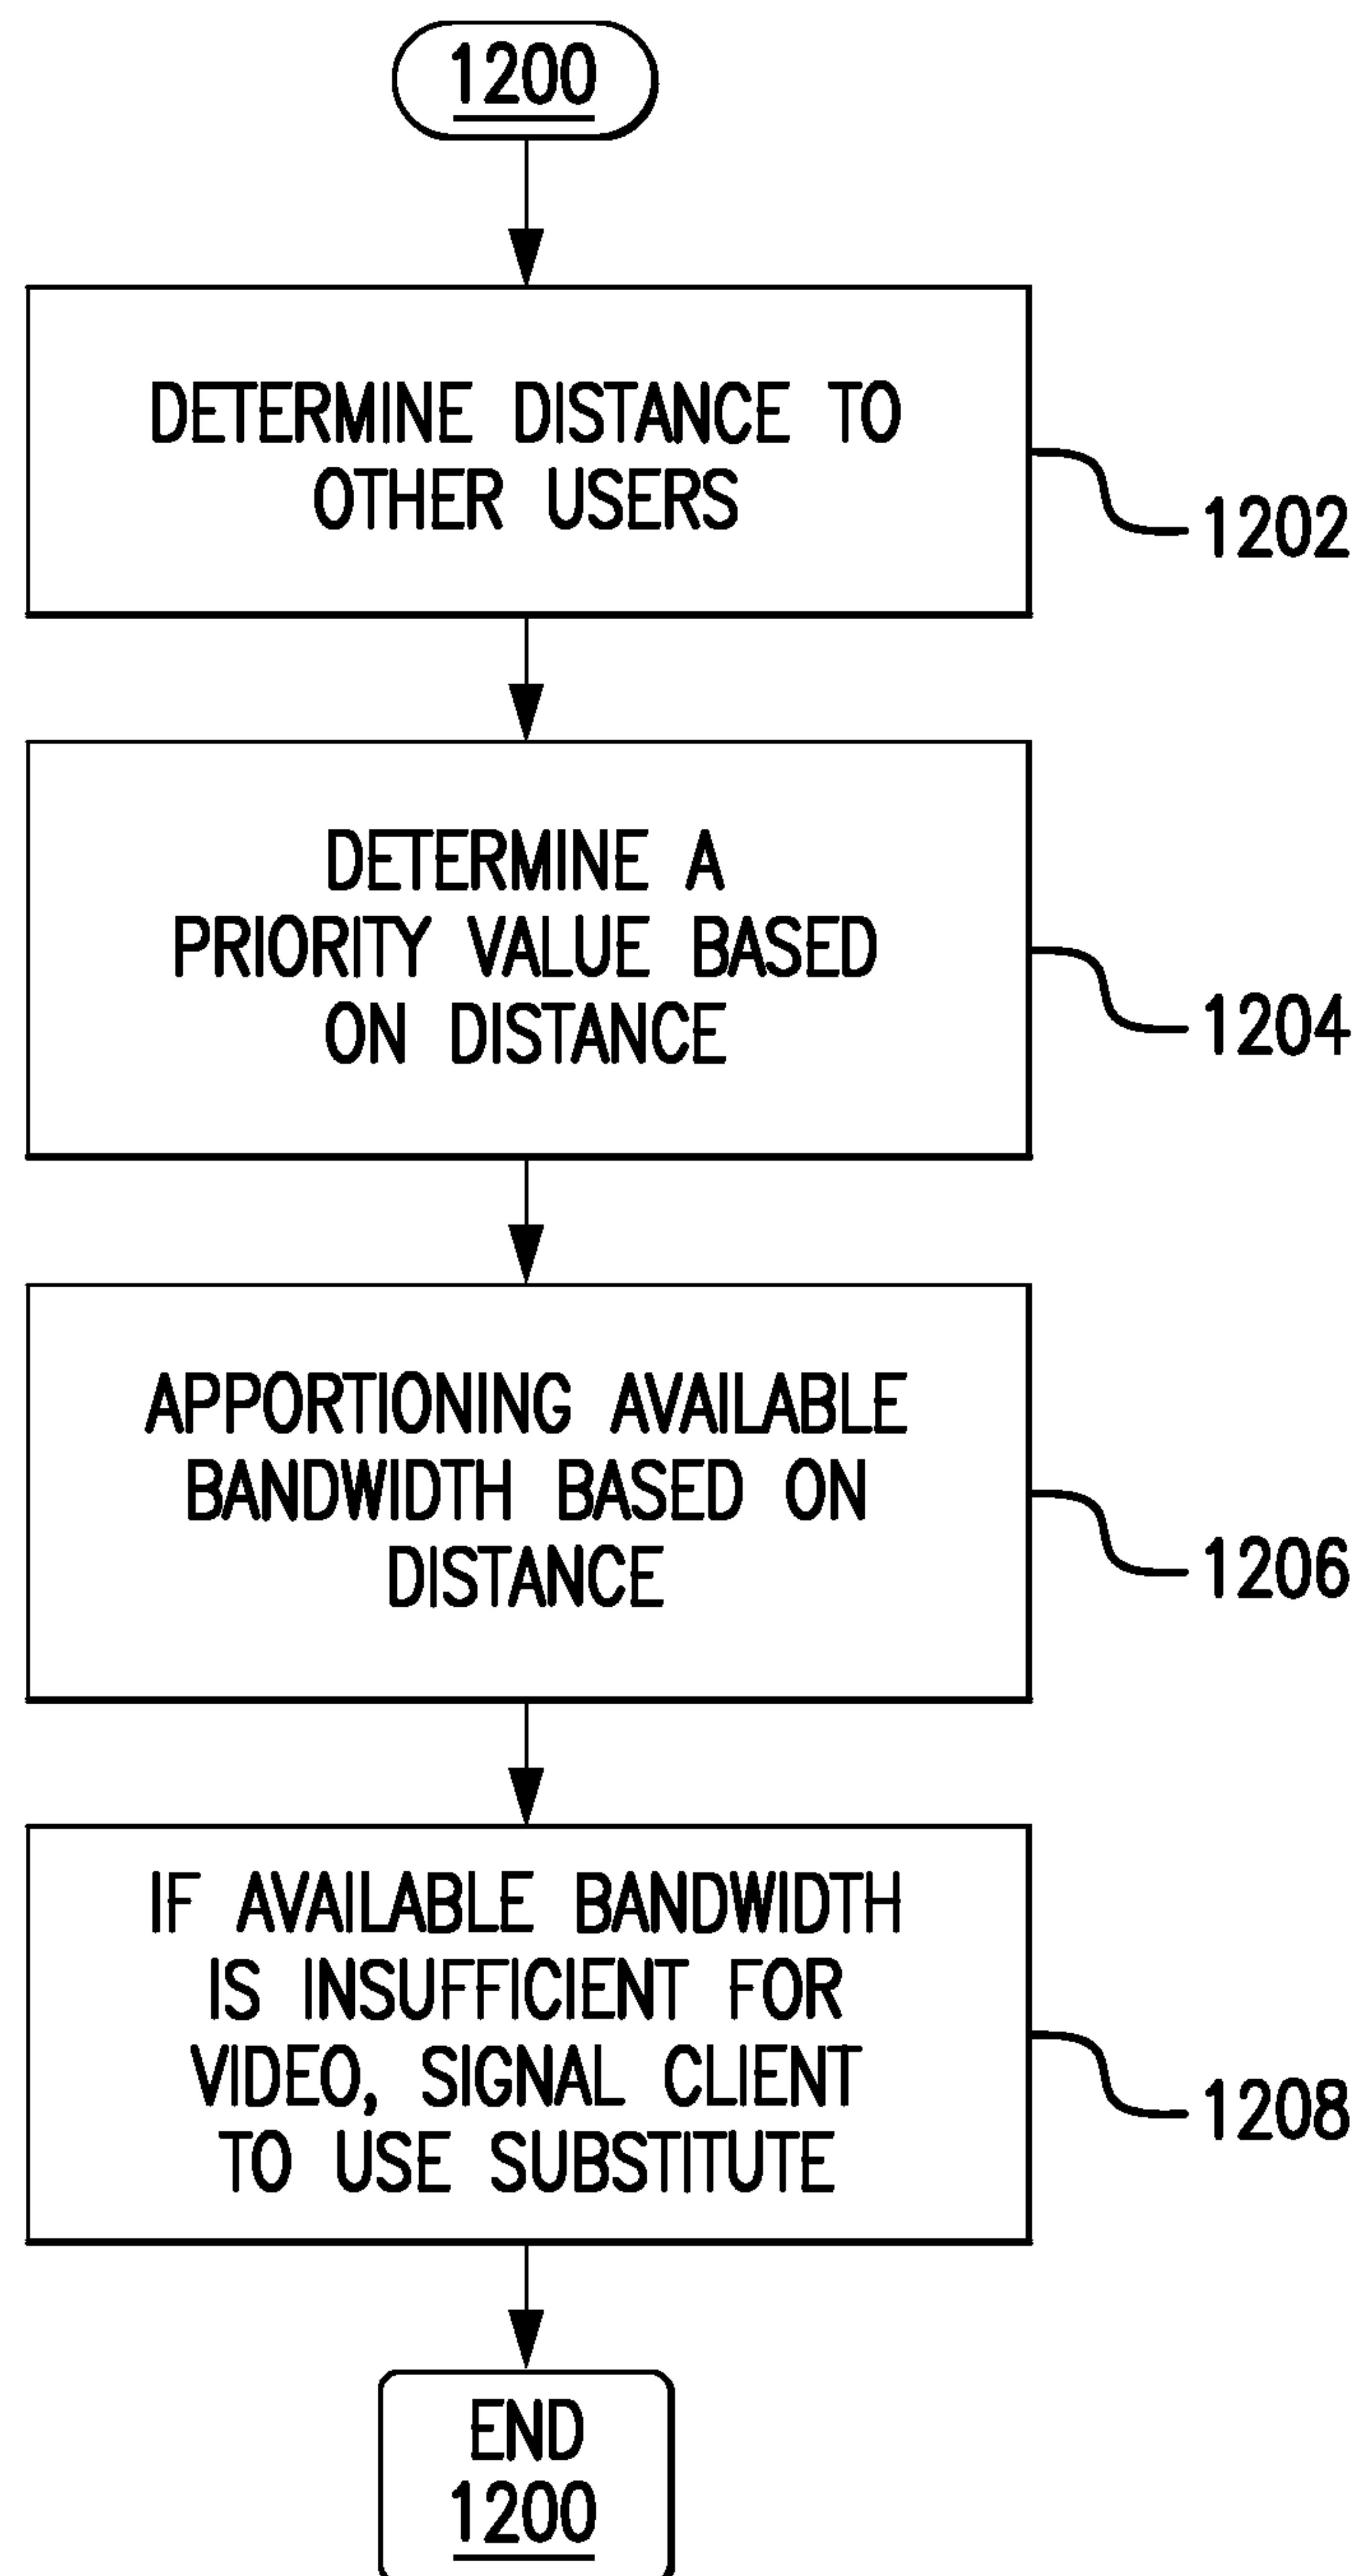 1200
DETERMINE DISTANCE TO
OTHER USERS
1202
DETERMINE A
PRIORITY VALUE BASED
ON DISTANCE
1204
APPORTIONING AVAILABLE
BANDWIDTH BASED ON
DISTANCE
1206
IF AVAILABLE BANDWIDTH
IS INSUFFICIENT FOR
VIDEO, SIGNAL CLIENT
TO USE SUBSTITUTE
1208
END
1200